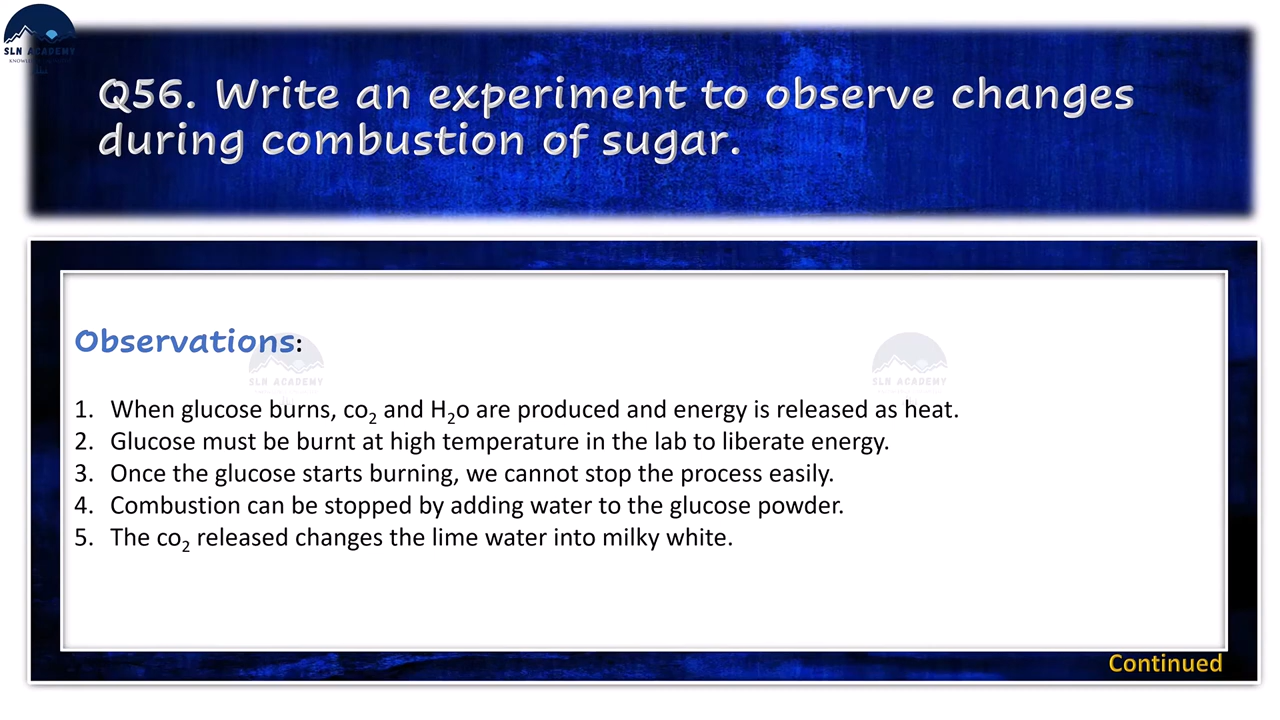 SLN ACADEMY
Q56. Write an experiment to observe changes
during combustion of sugar.
Observations:
SLN ACADEMY
SLN ACADEMY
1. When glucose burns, co₂ and H₂o are produced and energy is released as heat.
2. Glucose must be burnt at high temperature in the lab to liberate energy.
3. Once the glucose starts burning, we cannot stop the process easily.
4. Combustion can be stopped by adding water to the glucose powder.
5. The co₂ released changes the lime water into milky white.
Continued